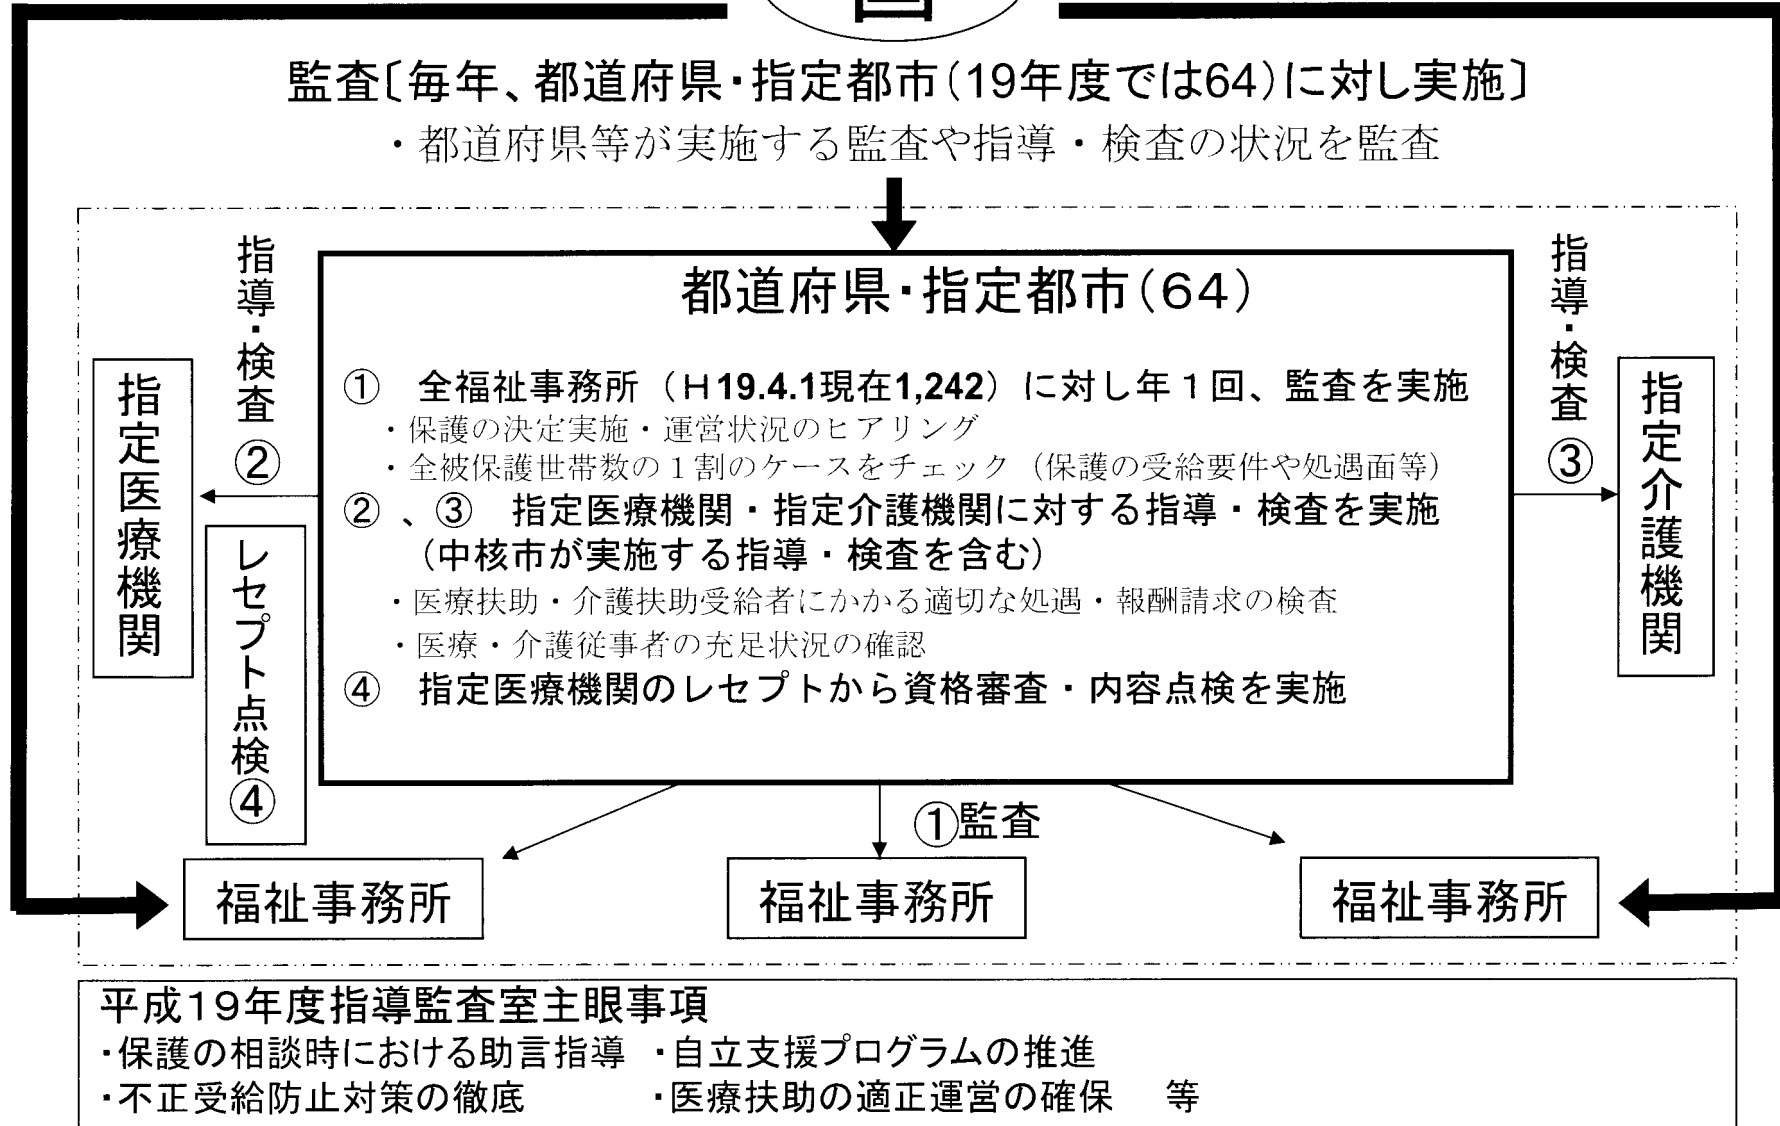 国
監査〔毎年、都道府県・指定都市（19年度では64）に対し実施〕
・都道府県等が実施する監査や指導・検査の状況を監査
指導・検査②
指導・検査③
都道府県・指定都市（64）
① 全福祉事務所（H19.4.1現在1,242）に対し年１回、監査を実施
・保護の決定実施・運営状況のヒアリング
・全被保護世帯数の１割のケースをチェック（保護の受給要件や処遇面等）
②、③ 指定医療機関・指定介護機関に対する指導・検査を実施
（中核市が実施する指導・検査を含む）
・医療扶助・介護扶助受給者にかかる適切な処遇・報酬請求の検査
・医療・介護従事者の充足状況の確認
④ 指定医療機関のレセプトから資格審査・内容点検を実施
指定医療機関
レセプト点検④
指定介護機関
①監査
福祉事務所
福祉事務所
福祉事務所
平成19年度指導監査室主眼事項
・保護の相談時における助言指導 ・自立支援プログラムの推進
・不正受給防止対策の徹底 ・医療扶助の適正運営の確保 等